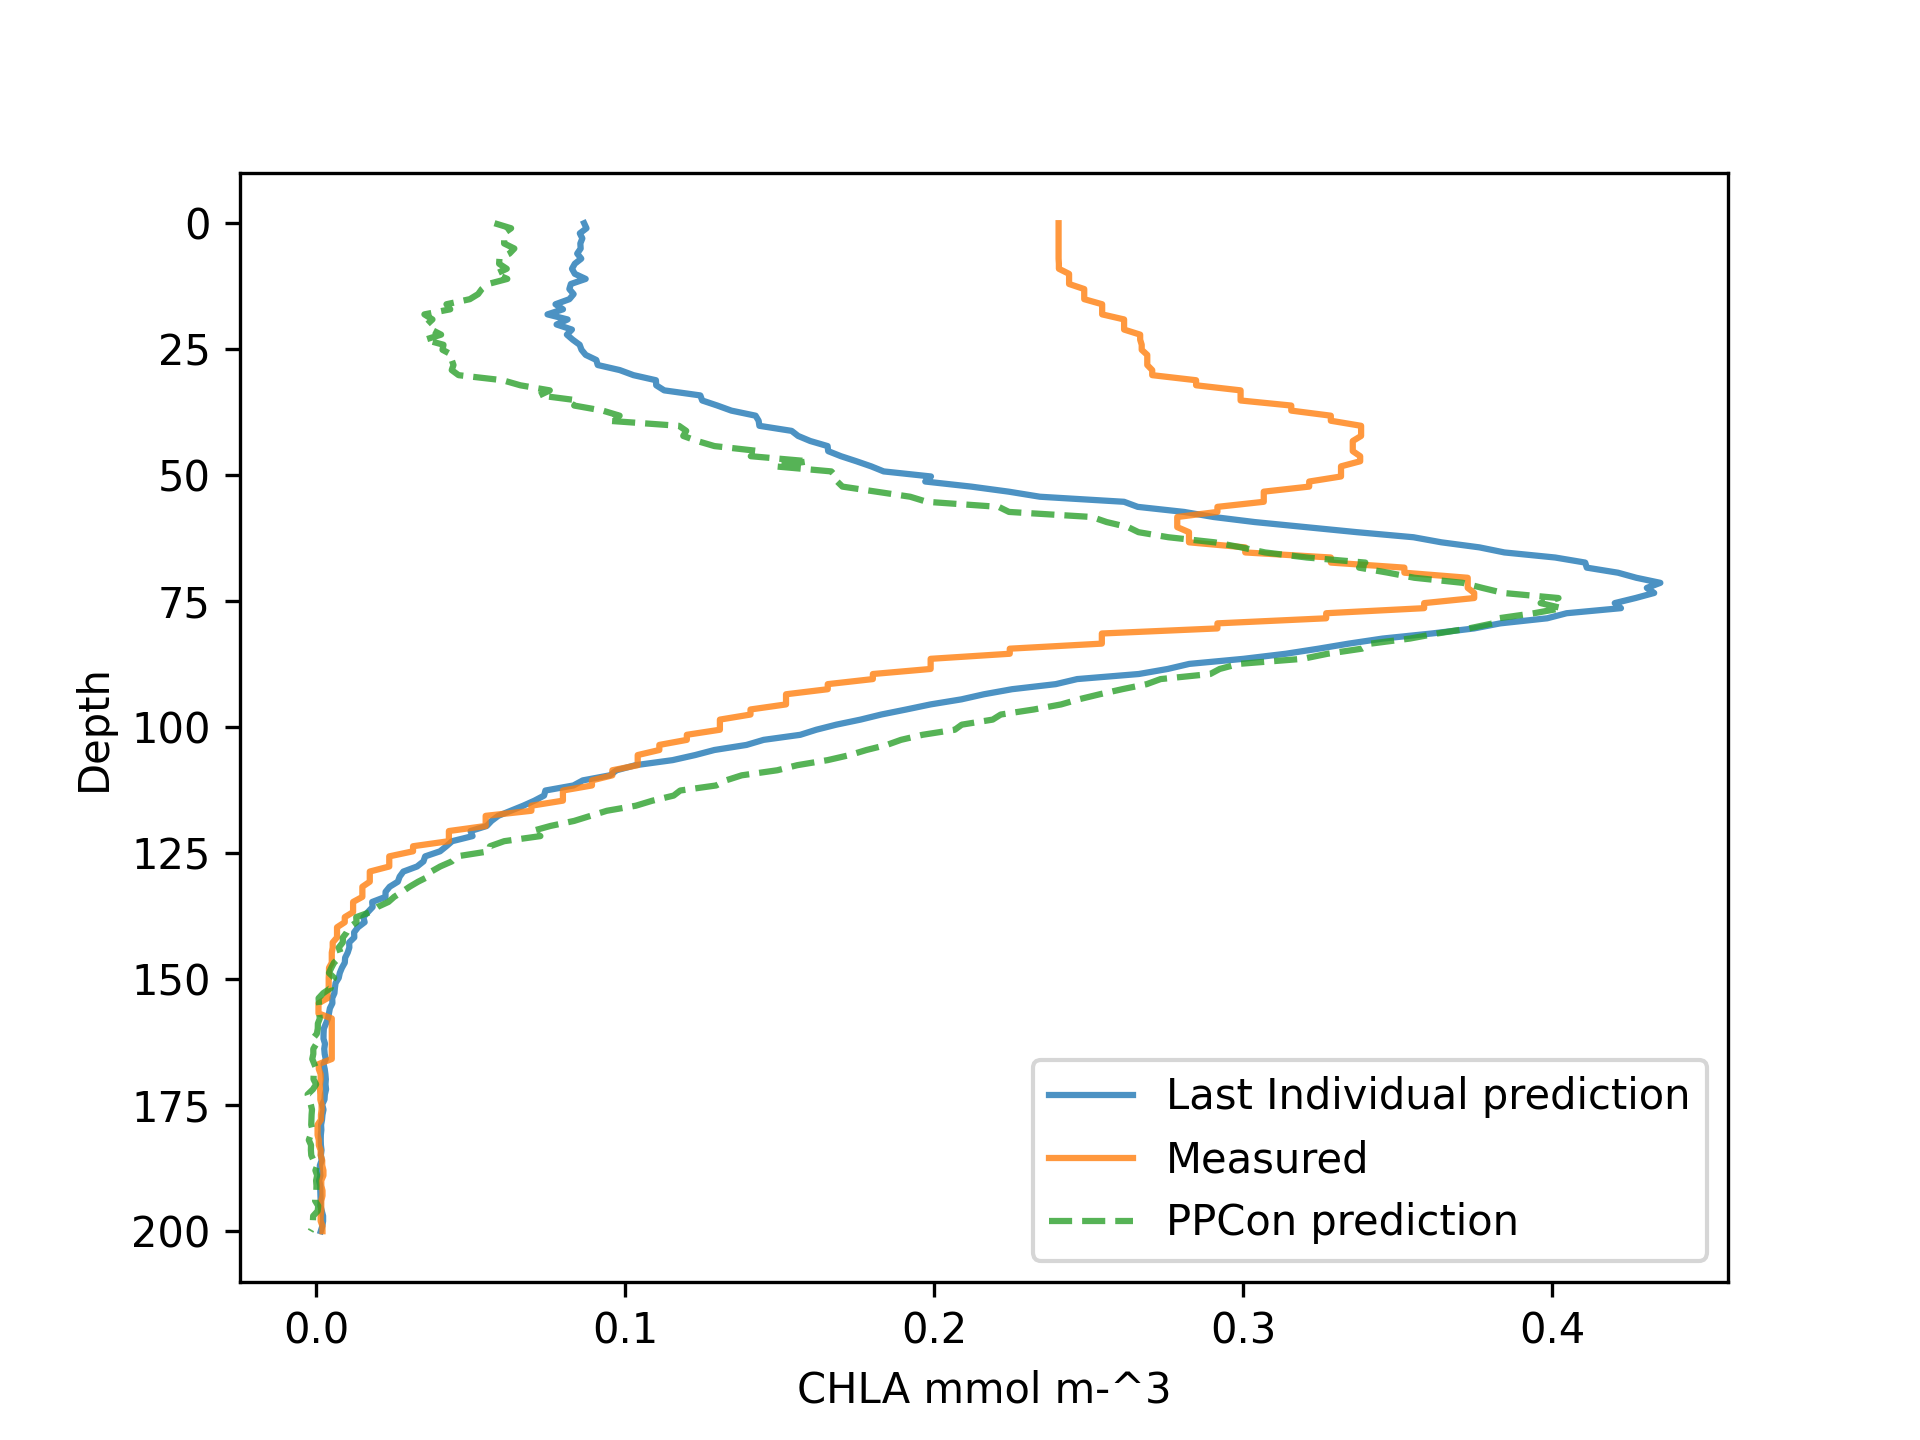 0
25
50
75
100
125
150
175
200
Depth
0.0 0.1 0.2 0.3 0.4
CHLA mmol m-^3
Last Individual prediction
Measured
PPCon prediction